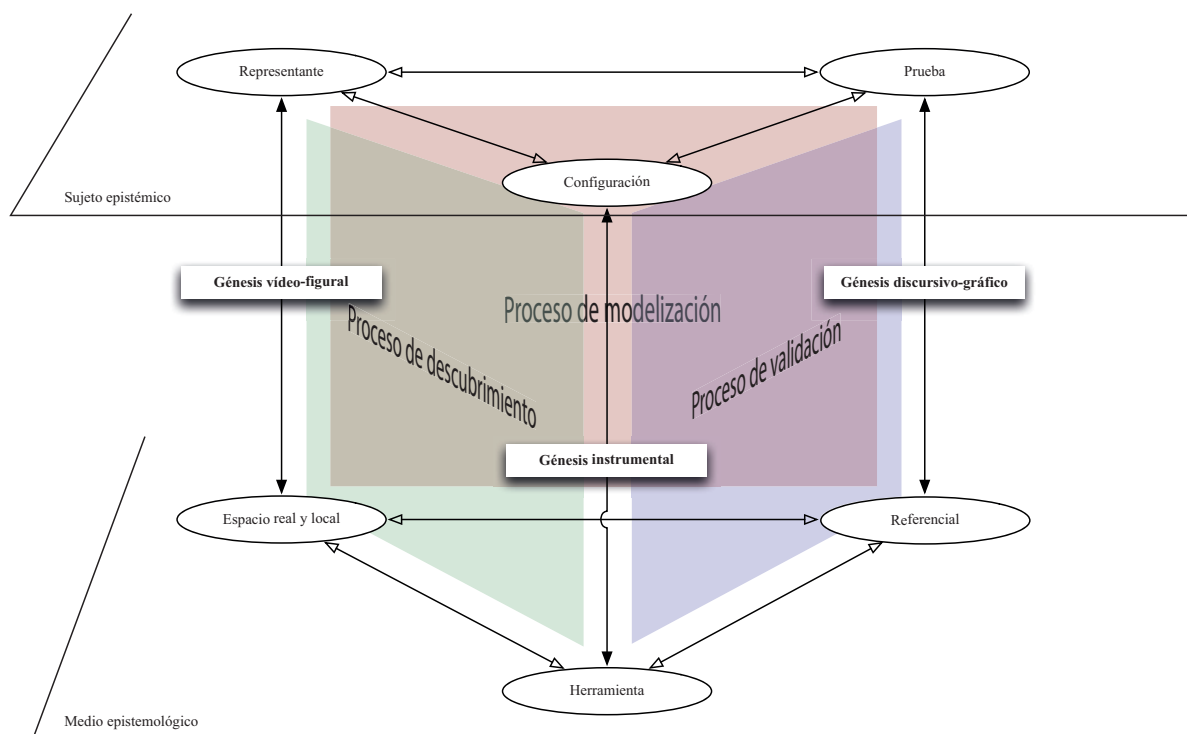 Representante
Prueba
Configuración
Sujeto epistémico
Génesis vídeo-figural
Génesis discursivo-gráfico
Proceso de modelización
Proceso de descubrimiento
Proceso de validación
Génesis instrumental
Espacio real y local
Referencial
Herramienta
Medio epistemológico